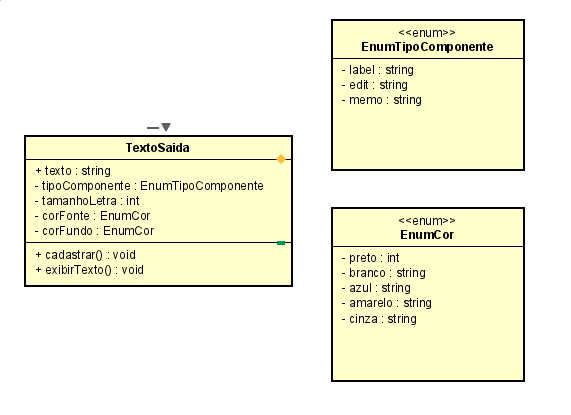 <<enum>>
EnumTipoComponente
- label : string
- edit : string
- memo : string
TextoSaida
+ texto : string
- tipoComponente : EnumTipoComponente
- tamanhoLetra : int
- corFonte : EnumCor
- corFundo : EnumCor
+ cadastrar() : void
+ exibirTexto() : void
<<enum>>
EnumCor
- preto : int
- branco : string
- azul : string
- amarelo : string
- cinza : string